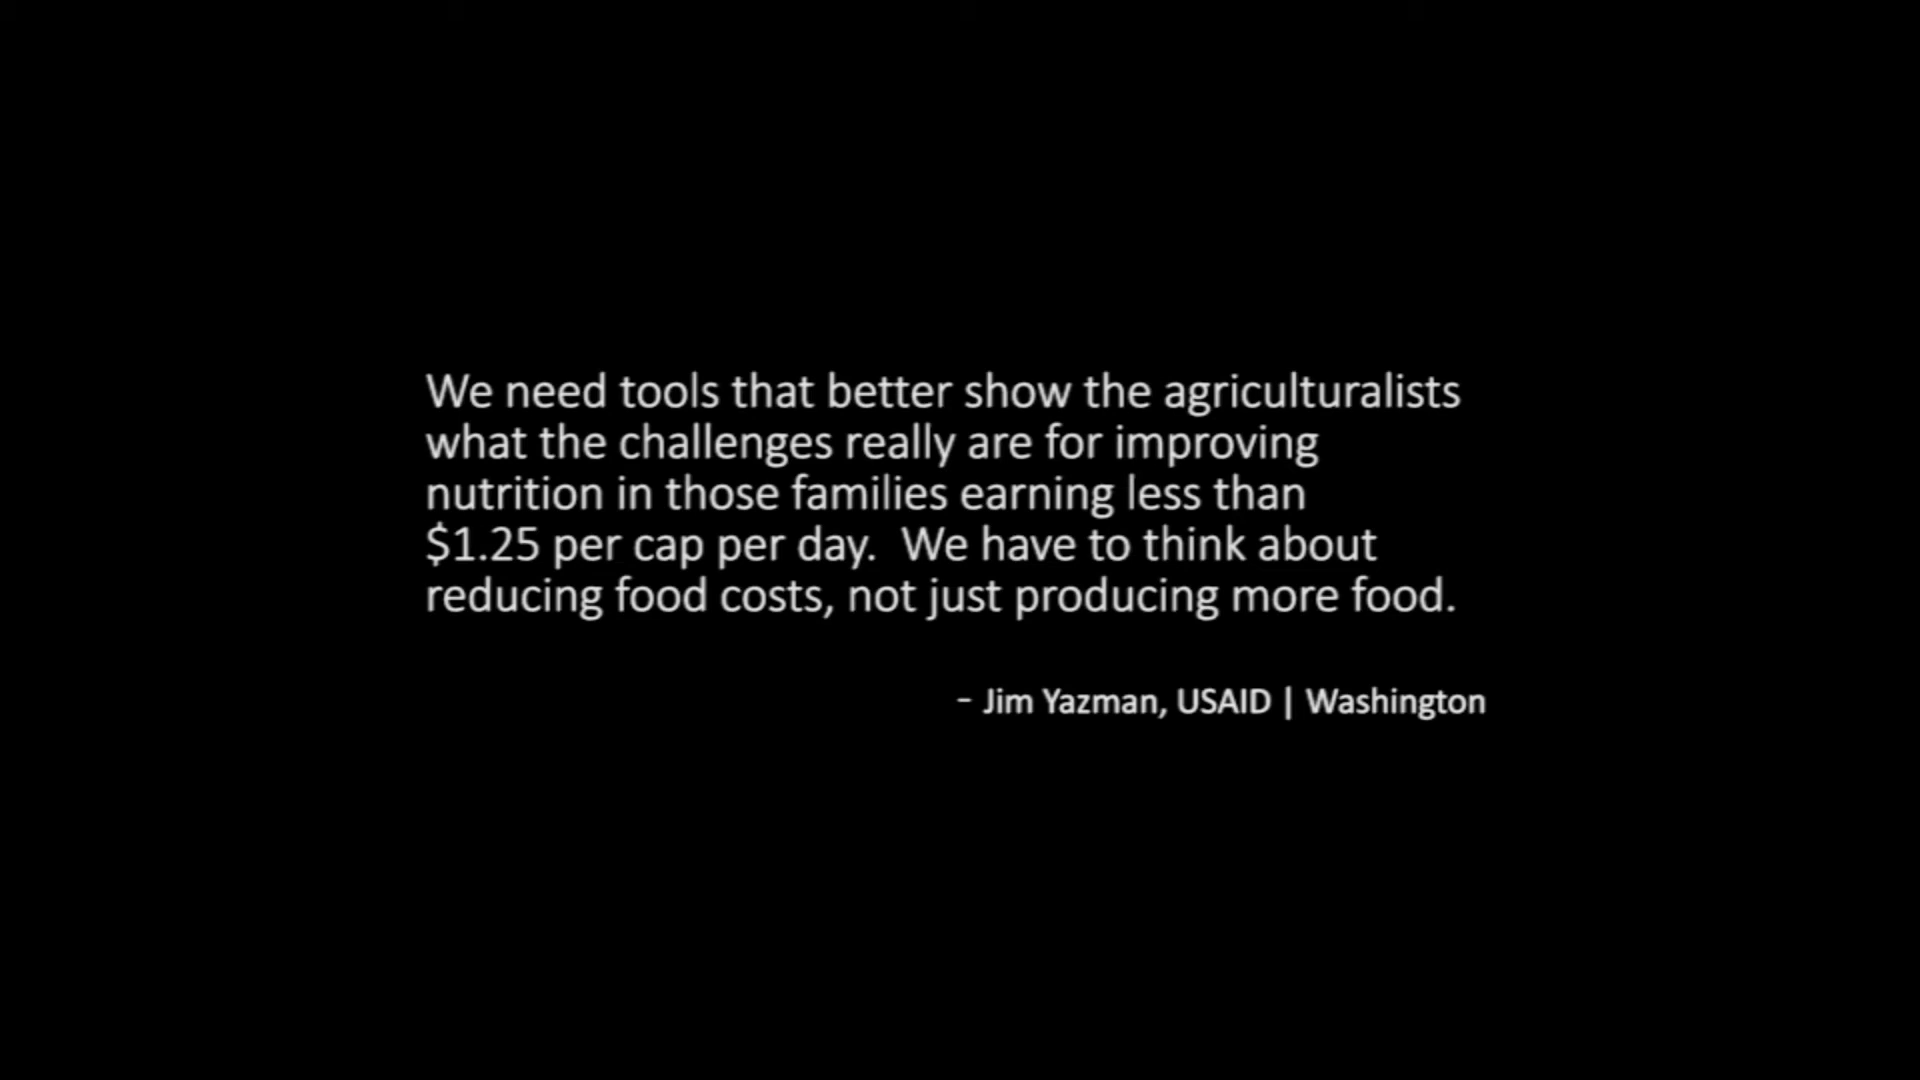 We need tools that better show the agriculturalists
what the challenges really are for improving
nutrition in those families earning less than
$1.25 per cap per day.  We have to think about
reducing food costs, not just producing more food.
- Jim Yazman, USAID | Washington